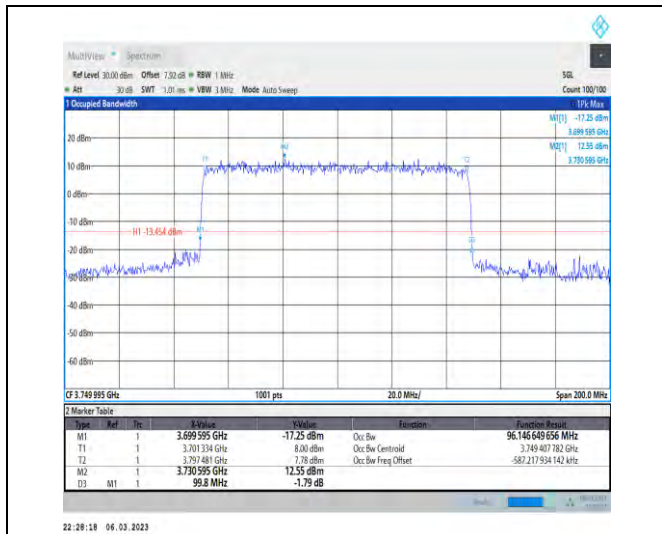 MultiView Spectrum
Ref Level 30.00 dBm Offset 7.92 dB RBW 1 MHz SGL
Att 30 dB SWT 1.01 ms VBW 3 MHz Mode Auto Sweep Count 100/100
1 Occupied Bandwidth 1Pk Max
M1[1] -17.25 dBm
3.699 595 GHz
M2[1] 12.55 dBm
3.730 595 GHz
20 dBm
M2
T1 T2
10 dBm
0 dBm
-10 dBm
H1 -13.454 dBm M1
D3
-20 dBm
-30 dBm
-40 dBm
-50 dBm
-60 dBm
CF 3.749 995 GHz 1001 pts 20.0 MHz/ Span 200.0 MHz
2 Marker Table
Type Ref Trc X-Value Y-Value Function Function Result
M1 1 3.699 595 GHz -17.25 dBm Occ Bw 96.146 649 656 MHz
T1 1 3.701 334 GHz 8.00 dBm Occ Bw Centroid 3.749 407 782 GHz
T2 1 3.797 481 GHz 7.78 dBm Occ Bw Freq Offset -587.217 934 142 kHz
M2 1 3.730 595 GHz 12.55 dBm
D3 M1 1 99.8 MHz -1.79 dB
22:28:18 06.03.2023